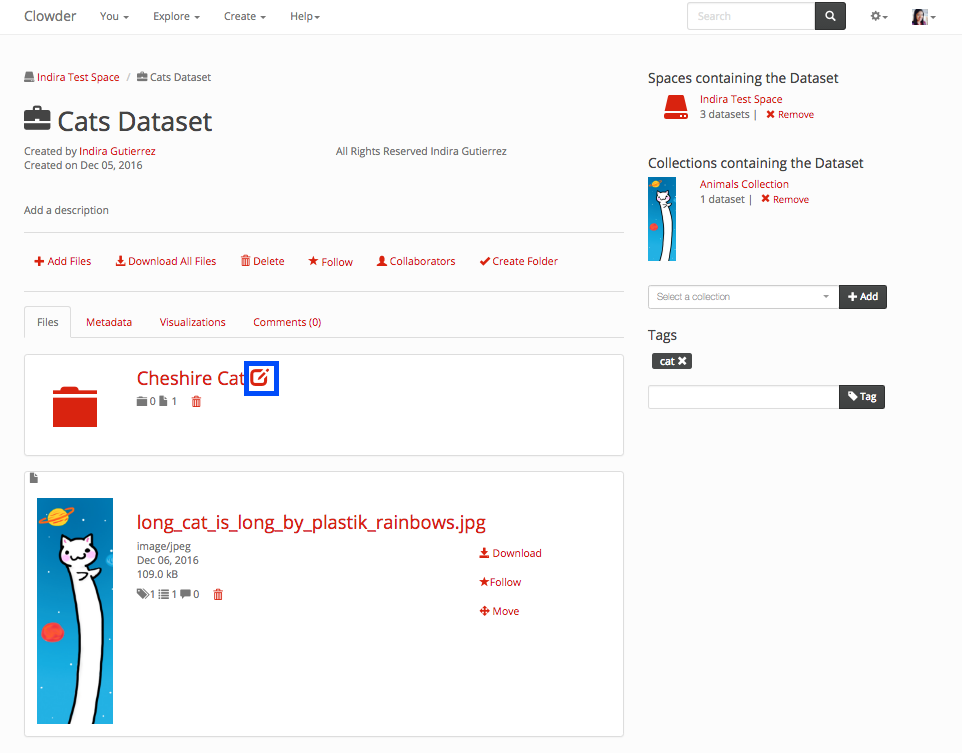 Clowder You Explore Create Help Search
Indira Test Space / Cats Dataset
Cats Dataset
Created by Indira Gutierrez All Rights Reserved Indira Gutierrez
Created on Dec 05, 2016
Add a description
Add Files Download All Files Delete Follow Collaborators Create Folder
Files Metadata Visualizations Comments (0)
Cheshire Cat
0 1
long_cat_is_long_by_plastik_rainbows.jpg
image/jpeg
Dec 06, 2016
109.0 kB
1 1 0
Download
Follow
Move
Spaces containing the Dataset
Indira Test Space
3 datasets | Remove
Collections containing the Dataset
Animals Collection
1 dataset | Remove
Select a collection Add
Tags
cat
Tag